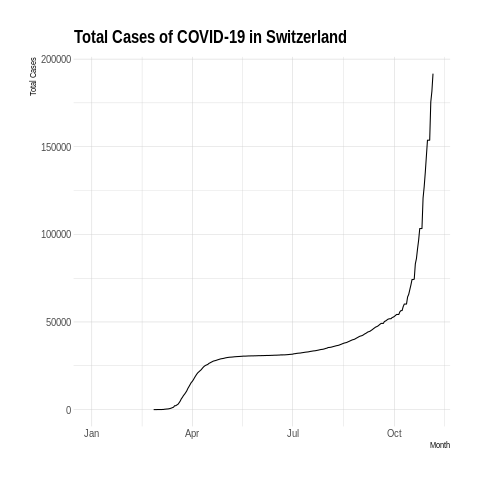 Total Cases of COVID-19 in Switzerland
Total Cases
200000
150000
100000
50000
0
Jan Apr Jul Oct
Month